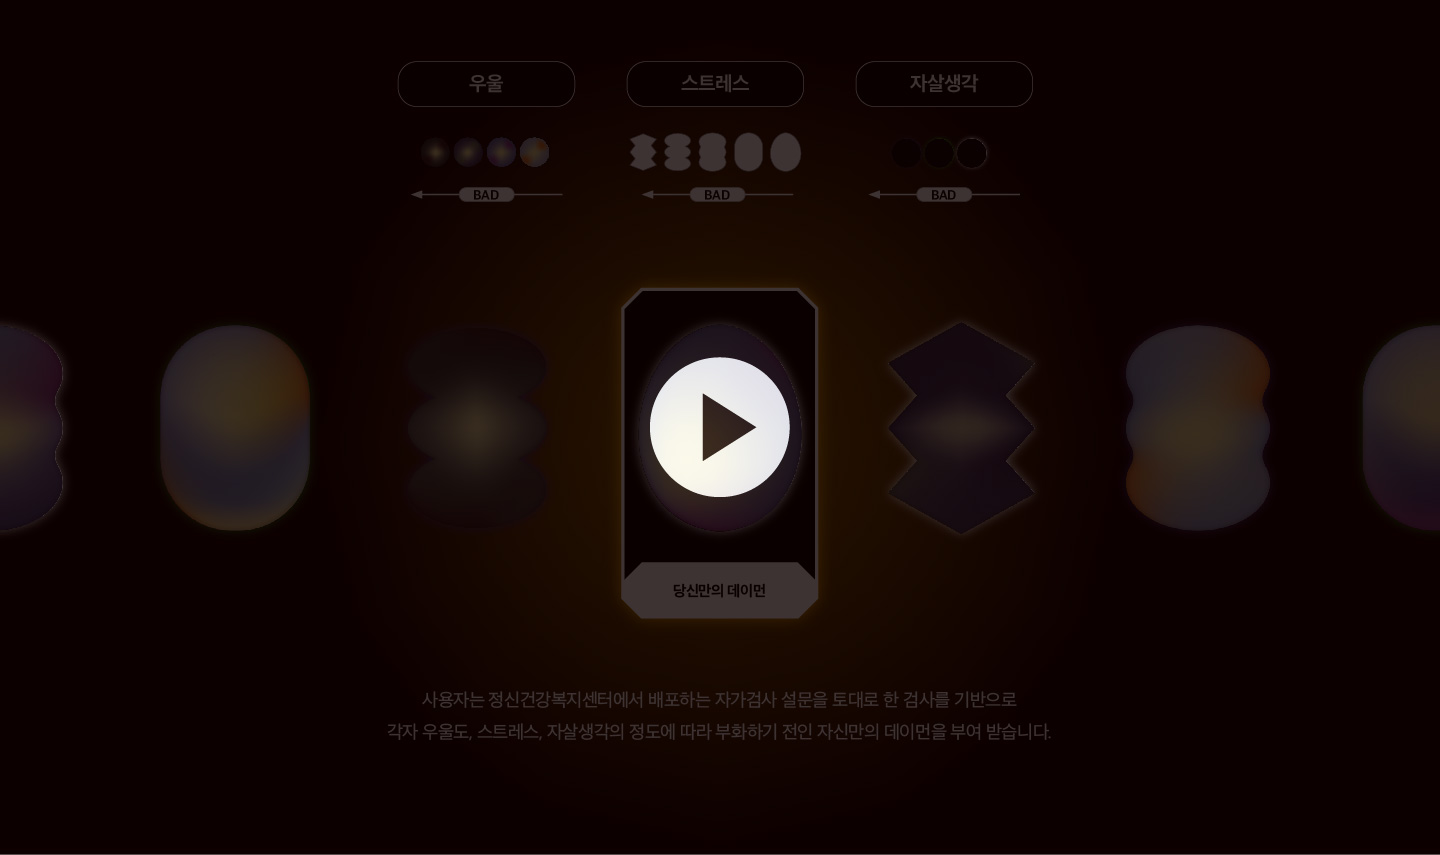 우울
스트레스
자살생각
BAD
BAD
BAD
당신만의 데이먼
사용자는 정신건강복지센터에서 배포하는 자가검사 설문을 토대로 한 검사를 기반으로
각자 우울도, 스트레스, 자살생각의 정도에 따라 부화하기 전인 자신만의 데이먼을 부여 받습니다.